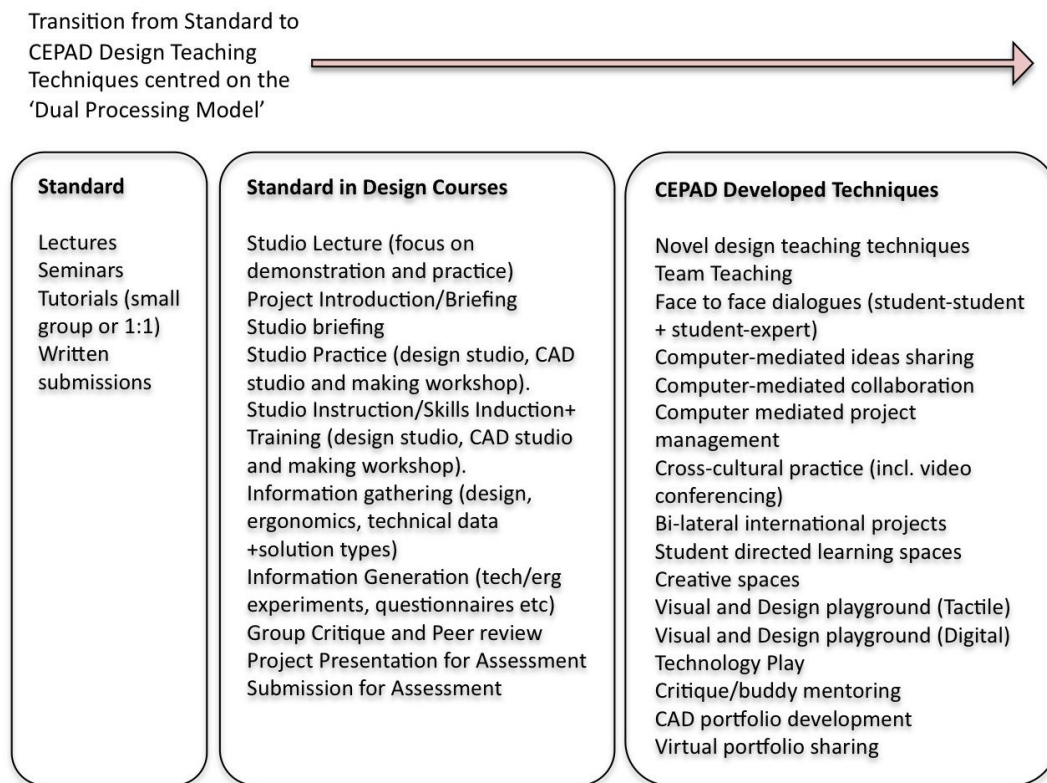 Transition from Standard to
CEPAD Design Teaching
Techniques centred on the
‘Dual Processing Model’
Standard
Lectures
Seminars
Tutorials (small
group or 1:1)
Written
submissions
Standard in Design Courses
Studio Lecture (focus on
demonstration and practice)
Project Introduction/Briefing
Studio briefing
Studio Practice (design studio, CAD
studio and making workshop).
Studio Instruction/Skills Induction+
Training (design studio, CAD studio
and making workshop).
Information gathering (design,
ergonomics, technical data
+solution types)
Information Generation (tech/erg
experiments, questionnaires etc)
Group Critique and Peer review
Project Presentation for Assessment
Submission for Assessment
CEPAD Developed Techniques
Novel design teaching techniques
Team Teaching
Face to face dialogues (student-student
+ student-expert)
Computer-mediated ideas sharing
Computer-mediated collaboration
Computer mediated project
management
Cross-cultural practice (incl. video
conferencing)
Bi-lateral international projects
Student directed learning spaces
Creative spaces
Visual and Design playground (Tactile)
Visual and Design playground (Digital)
Technology Play
Critique/buddy mentoring
CAD portfolio development
Virtual portfolio sharing